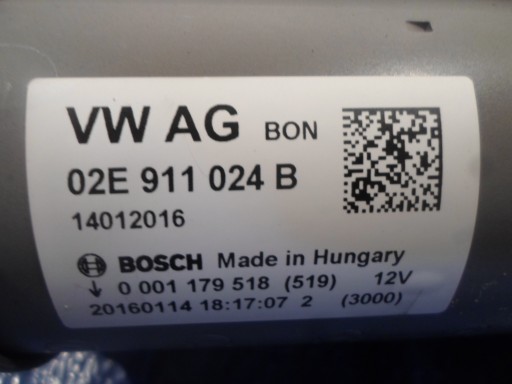 VW AG BON
02E 911 024 B
14012016
BOSCH Made in Hungary
0 001 179 518 (519) 12V
20160114 18:17:07 2 (3000)